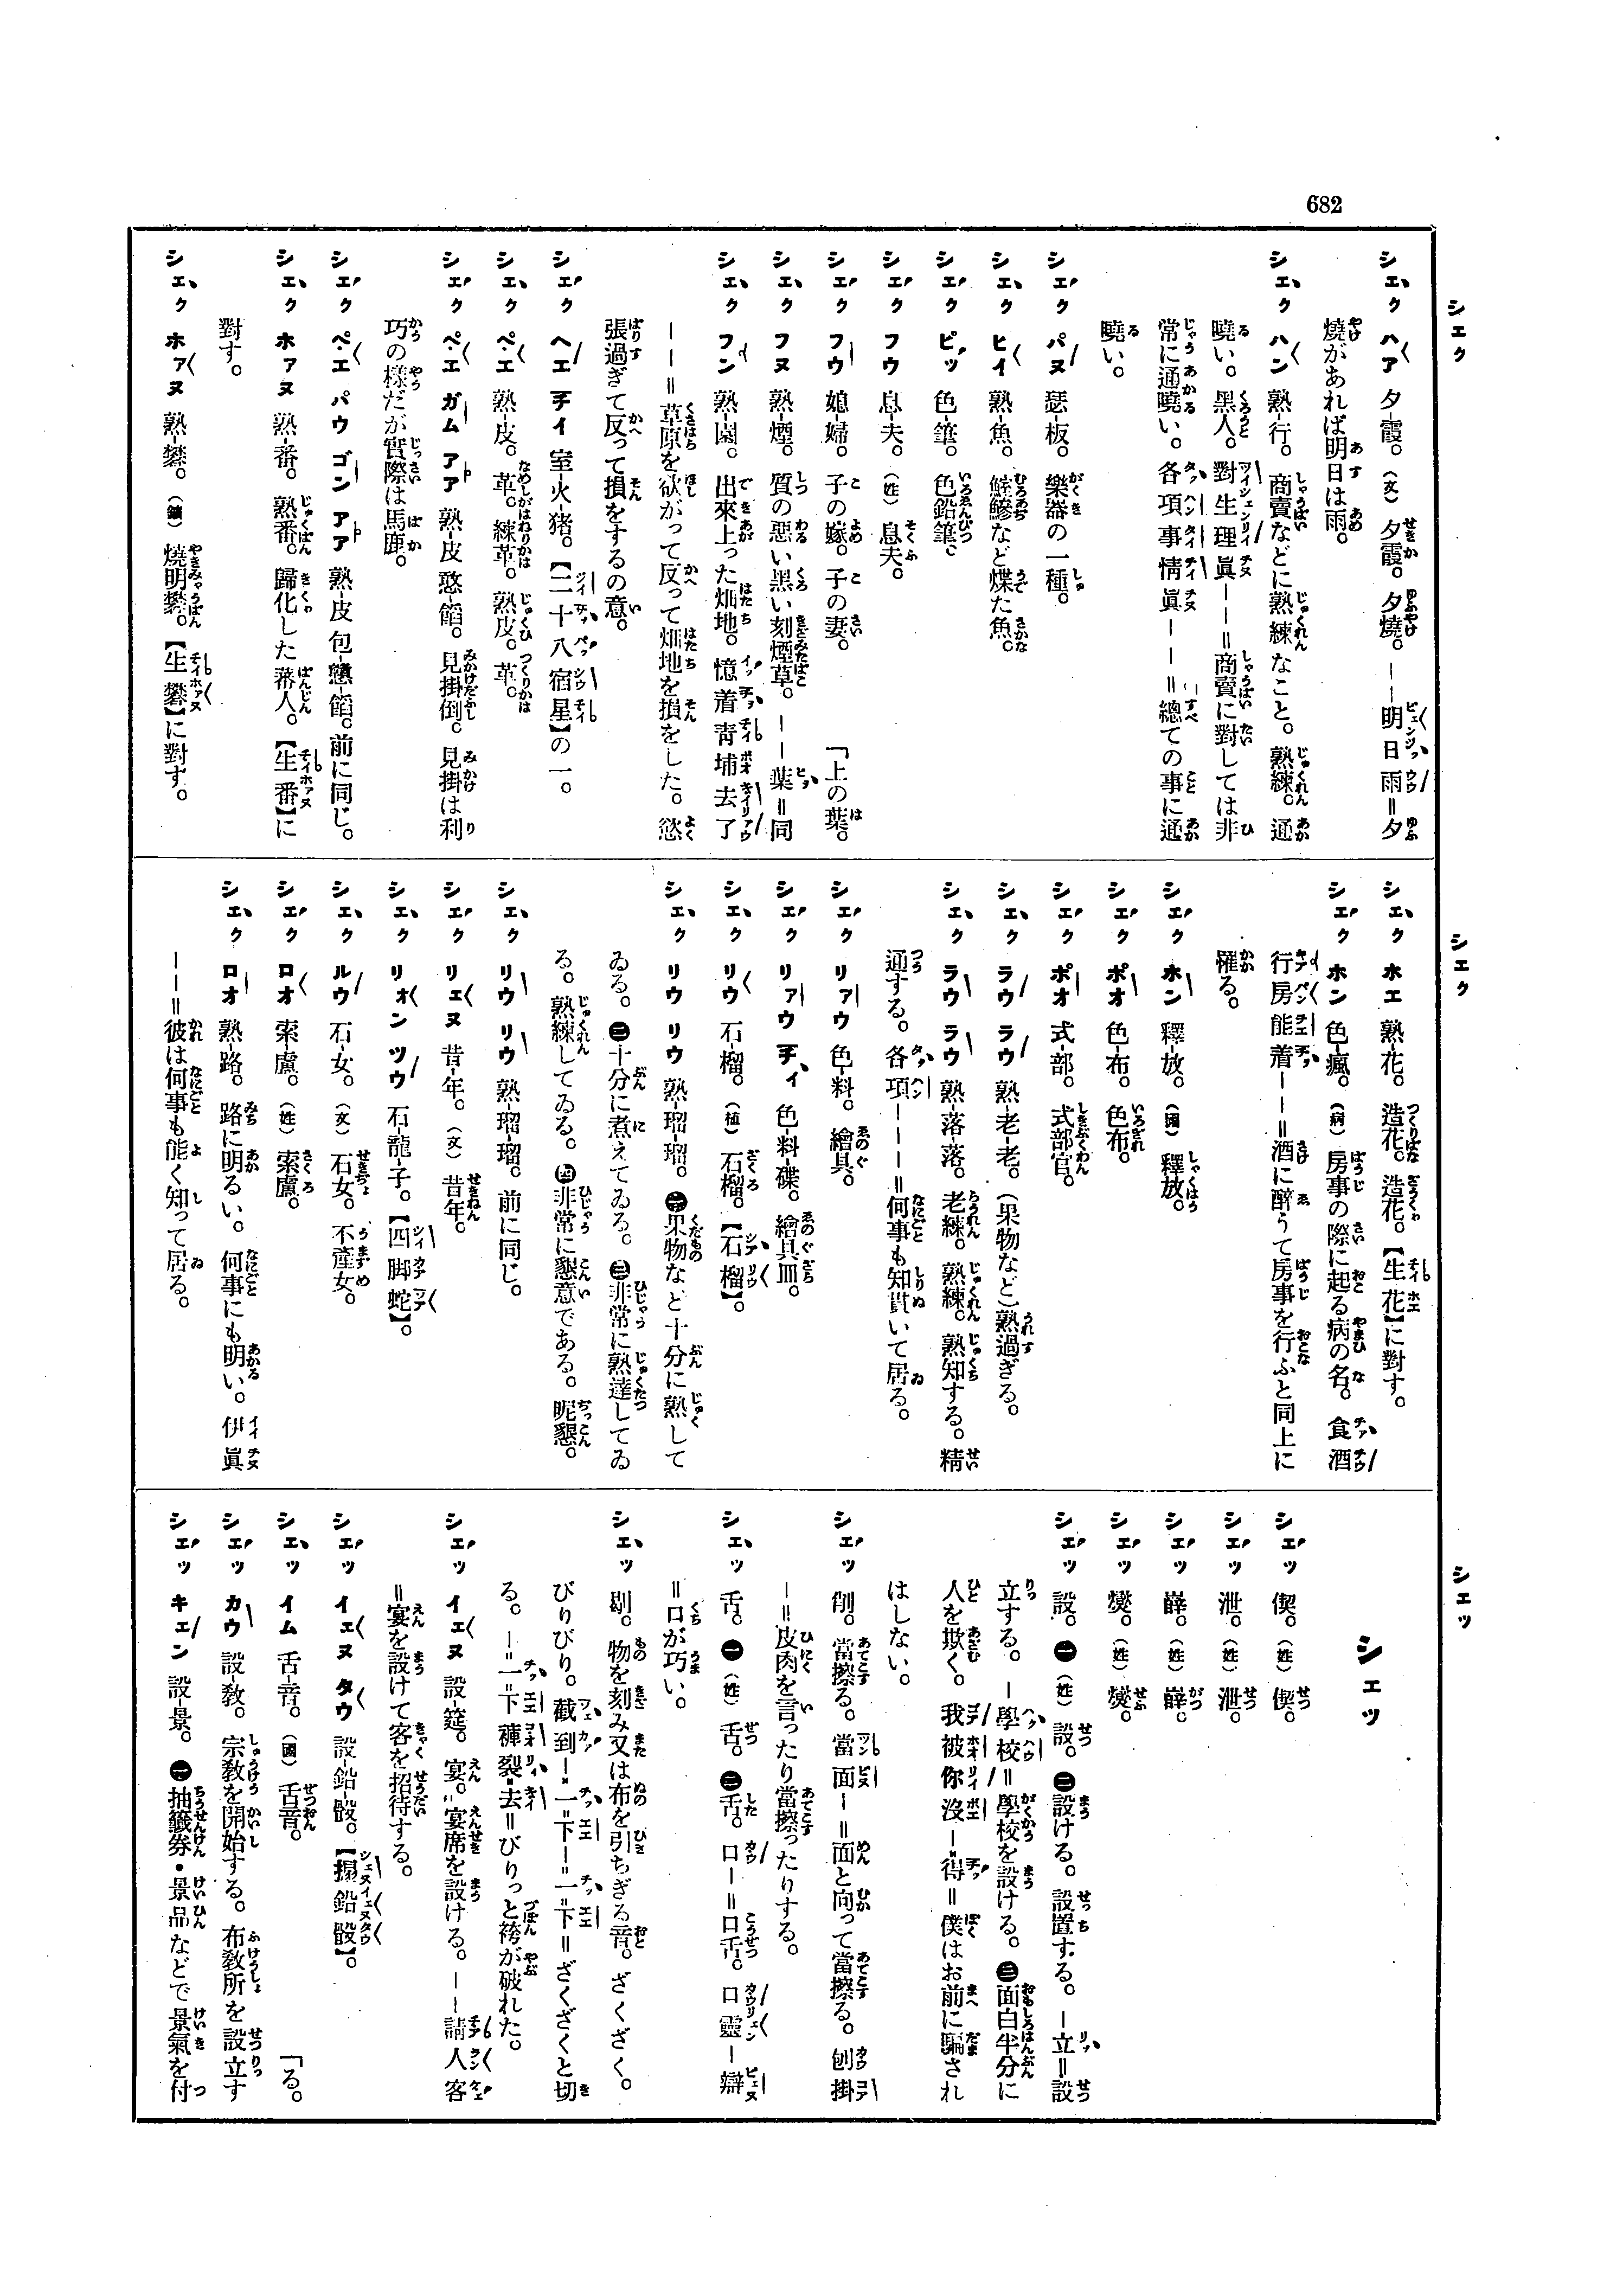 682
シェク
シェク ハア 夕-霞。(文)夕霞。夕燒。――明日雨=夕
燒があれば明日は雨。
シェク ハン 熟-行。商賣などに熟練なこと。熟練。通
曉い。黑人。對生理眞――=商賣に對しては非
常に通曉い。各項事情眞――=總ての事に通
曉い。
シェク パヌ 瑟-板。樂器の一種。
シェク ヒイ 熟-魚。鯥鰺など煠た魚。
シェク ピッ 色-筆。色鉛筆。
シェク フウ 息-夫。(姓)息夫。
シェク フウ 媳-婦。子の嫁。子の妻。
シェク フヌ 熟-煙。質の惡い黑い刻煙草。――葉=同「上の葉。
シェク フン 熟-園。出來上った畑地。憶着靑埔去了
――=草原を欲がって反って畑地を損をした。慾
張過ぎて反って損をするの意。
シェク ヘエ チイ 室-火-猪。【二十八宿星】の一。
シェク ペエ 熟-皮。革。練革。熟皮。革。
シェク ペエ ガム アア 熟-皮 憨 餡。見掛倒。見掛は利
巧の樣だが實際は馬鹿。
シェク ペエ パウ ゴン アア 熟-皮 包-戇-餡。前に同じ。
シェク ホァヌ 熟-番。熟番。歸化した蕃人。【生番】に
對す。
シェク ホァヌ 熟-礬。(鑛)燒明礬。【生礬】に對す。
シェク
シェク ホエ 熟-花。造花。造花。【生花】に對す。
シェク ホン 色-瘋。(病)房事の際に起る病の名。食酒
行房能着――=酒に醉うて房事を行ふと同上に
罹る。
シェク ホン 釋-放。(國)釋放。
シェク ポオ 色-布。色布。
シェク ポオ 式-部。式部官。
シェク ラウ ラウ 熟-老-老。(果物など)熟過ぎる。
シェク ラウ ラウ 熟-落-落。老練。熟練。熟知する。精
通する。各項―――=何事も知貫いて居る。
シェク リァウ 色-料。繪具。
シェク リァウ チィ 色-料-碟。繪具皿。
シェク リウ 石-榴。(植)石榴。【石榴】。
シェク リウ リウ 熟-瑠-瑠。㊀果物など十分に熟して
ゐる。㊁十分に煮えてゐる。㊂非常に熟達してゐ
る。熟練してゐる。㊃非常に懇意である。昵懇。
シェク リウ リウ 熟-瑠-瑠。前に同じ。
シェク リェヌ 昔-年。(文)昔年。
シェク リォン ツウ 石-龍-子。【四脚蛇】。
シェク ルウ 石-女。(文)石女。不產女。
シェク ロオ 索-盧。(姓)索盧。
シェク ロオ 熟-路。路に明るい。何事にも明い。伊眞
――=彼は何事も能く知って居る。
シェッ
シェッ
シェッ 偰。(姓)偰。
シェッ 泄。(姓)泄。
シェッ 薛。(姓)薛。
シェッ 燮。(姓)燮。
シェッ 設。㊀(姓)設。㊁設ける。設置する。―立=設
立する。―學校=學校を設ける。㊂面白半分に
人を欺く。我被你沒―得=僕はお前に騙され
はしない。
シェッ 削。當擦る。當面―=面と向って當擦る。刨掛
―=皮肉を言ったり當擦ったりする。
シェッ 舌。㊀(姓)舌。㊁舌。口―=口舌。口靈―辯
=口が巧い。
シェッ 剔。物を刻み又は布を引ちぎる音。ざくざく。
びりびり。截到―一下―一下=ざくざくと切
る。―一下褲裂去=びりっと袴が破れた。
シェッ イェヌ 設-筵。宴。宴席を設ける。――請人客
=宴を設けて客を招待する。
シェッ イェヌ タウ 設-鉛-骰。【搨鉛骰】。
シェッ イム 舌-音。(國)舌音。
シェッ カウ 設-敎。宗敎を開始する。布敎所を設立す「る。
シェッ キェン 設-景。㊀抽籤券・景品などで景氣を付